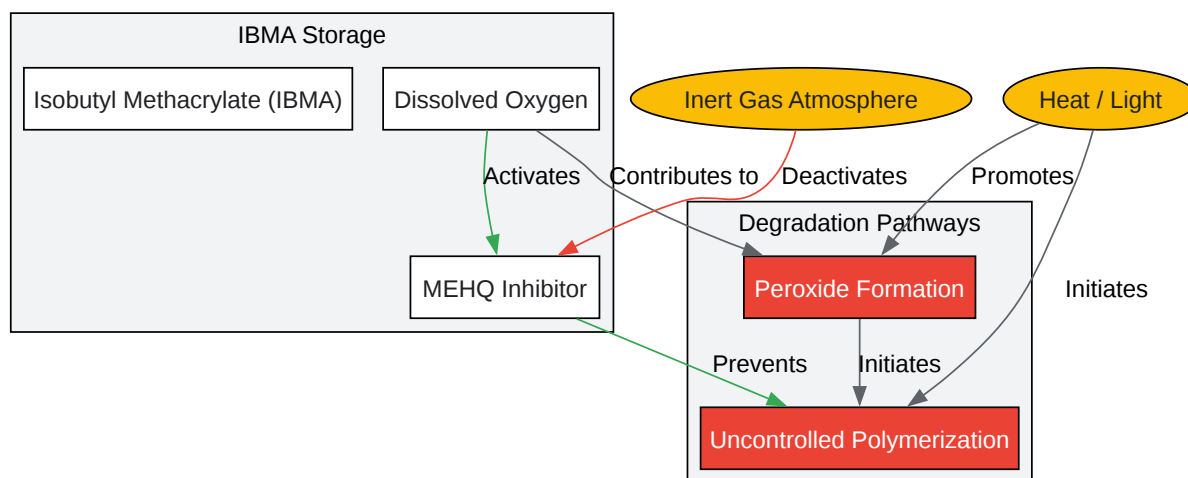 IBMA Storage
Isobutyl Methacrylate (IBMA)
Dissolved Oxygen
Inert Gas Atmosphere
Heat / Light
Activates
Contributes to
Deactivates
Promotes
Degradation Pathways
MEHQ Inhibitor
Peroxide Formation
Initiates
Prevents
Initiates
Uncontrolled Polymerization